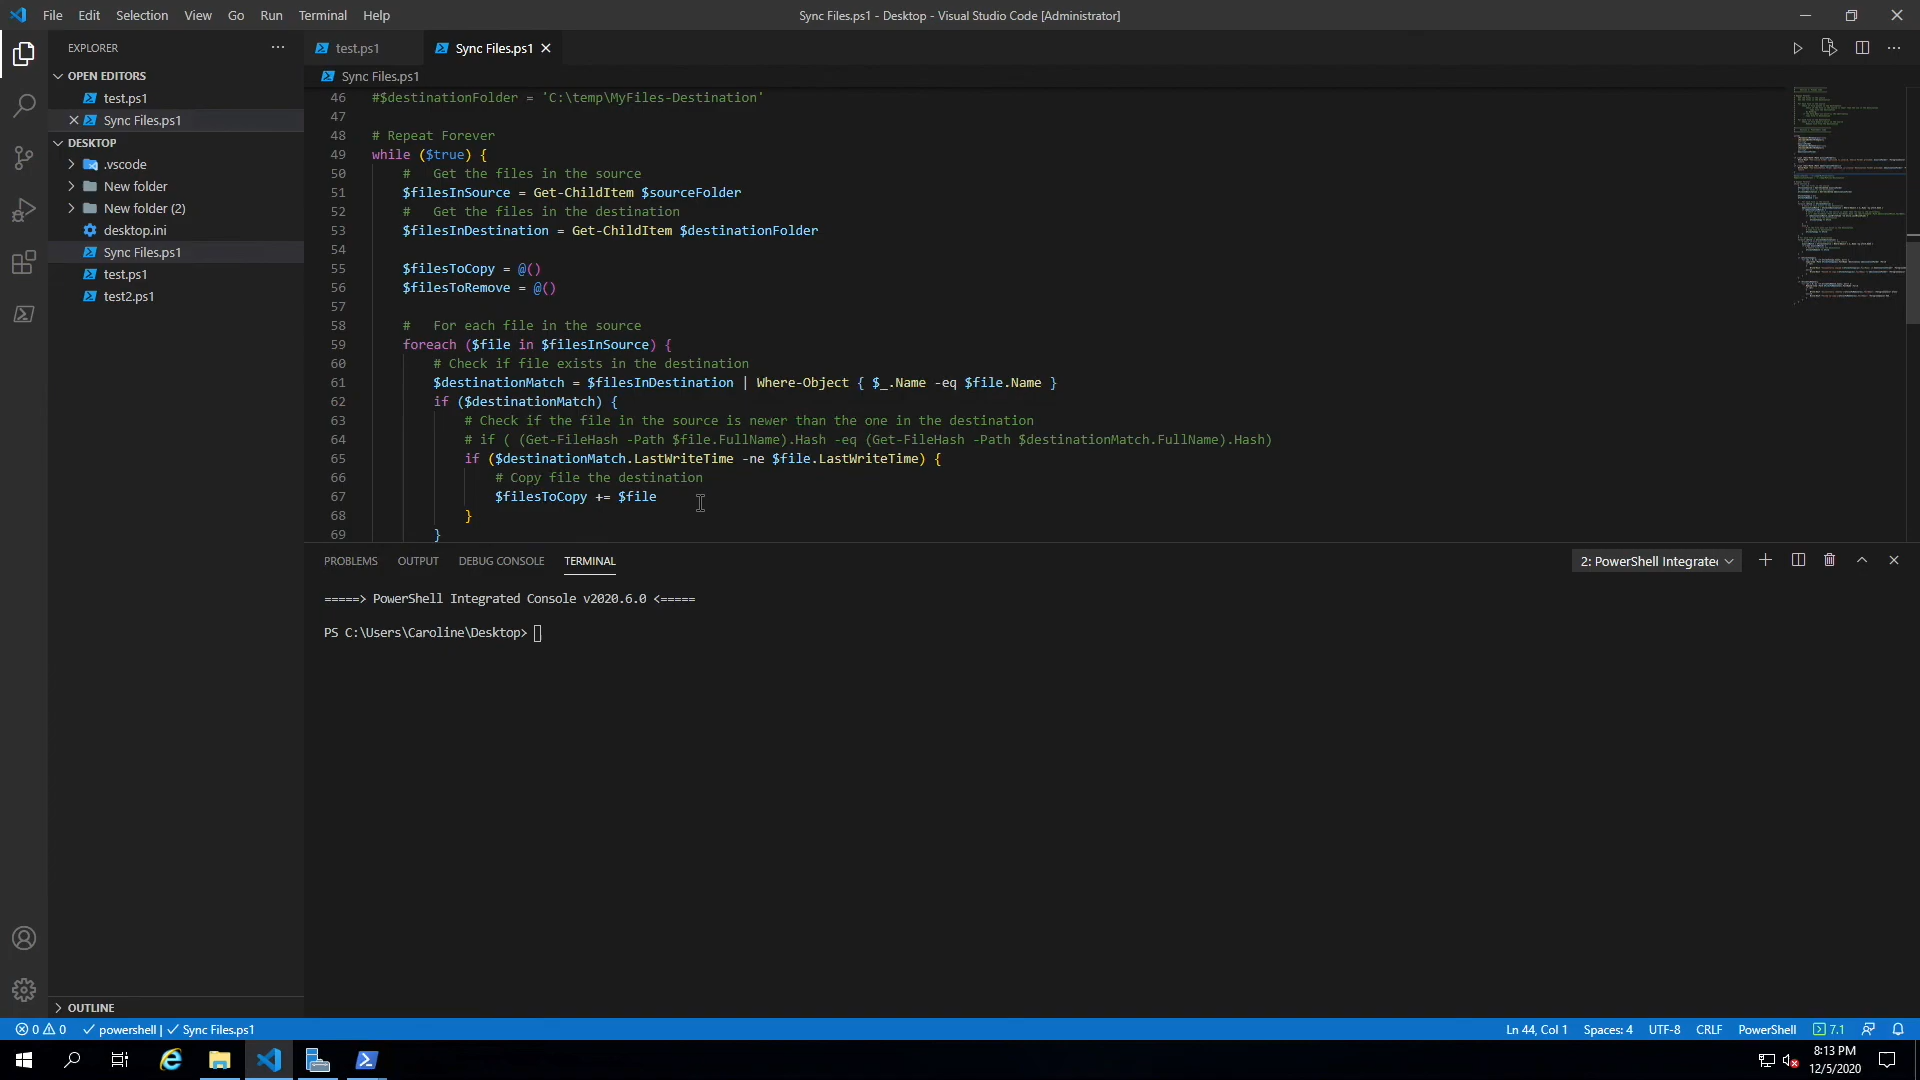 File Edit Selection View Go Run Terminal Help
Sync Files.ps1 - Desktop - Visual Studio Code [Administrator]
EXPLORER
OPEN EDITORS
test.ps1
Sync Files.ps1
DESKTOP
.vscode
New folder
New folder (2)
desktop.ini
Sync Files.ps1
test.ps1
test2.ps1
OUTLINE
test.ps1
Sync Files.ps1
Sync Files.ps1
46 #$destinationFolder = 'C:\temp\MyFiles-Destination'
47
48 # Repeat Forever
49 while ($true) {
50 #   Get the files in the source
51 $filesInSource = Get-ChildItem $sourceFolder
52 #   Get the files in the destination
53 $filesInDestination = Get-ChildItem $destinationFolder
54
55 $filesToCopy = @()
56 $filesToRemove = @()
57
58 #   For each file in the source
59 foreach ($file in $filesInSource) {
60 # Check if file exists in the destination
61 $destinationMatch = $filesInDestination | Where-Object { $_.Name -eq $file.Name }
62 if ($destinationMatch) {
63 # Check if the file in the source is newer than the one in the destination
64 # if ( (Get-FileHash -Path $file.FullName).Hash -eq (Get-FileHash -Path $destinationMatch.FullName).Hash)
65 if ($destinationMatch.LastWriteTime -ne $file.LastWriteTime) {
66 # Copy file the destination
67 $filesToCopy += $file
68 }
69 }
PROBLEMS OUTPUT DEBUG CONSOLE TERMINAL
2: PowerShell Integrate
=====> PowerShell Integrated Console v2020.6.0 <=====
PS C:\Users\Caroline\Desktop>
0 0 powershell | Sync Files.ps1
Ln 44, Col 1 Spaces: 4 UTF-8 CRLF PowerShell 7.1
8:13 PM
12/5/2020